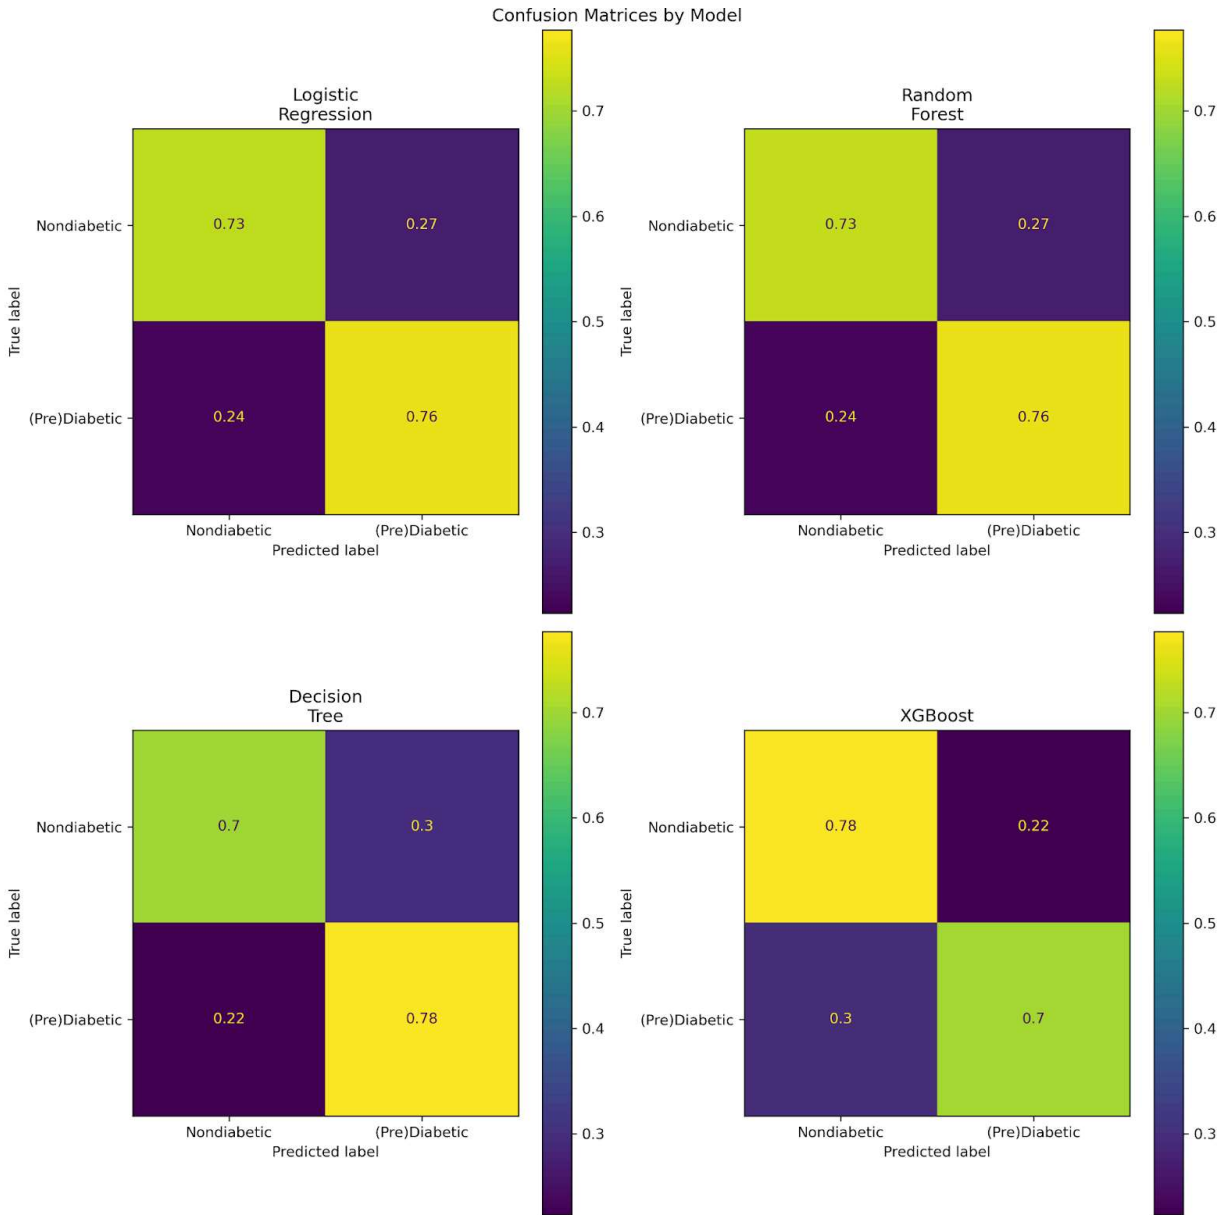 Confusion Matrices by Model
Logistic
Regression
0.7
0.6
0.5
0.4
0.3
Nondiabetic
(Pre)Diabetic
True label
0.73
0.27
0.24
0.76
Nondiabetic
(Pre)Diabetic
Predicted label
Random
Forest
0.7
0.6
0.5
0.4
0.3
Nondiabetic
(Pre)Diabetic
True label
0.73
0.27
0.24
0.76
Nondiabetic
(Pre)Diabetic
Predicted label
Decision
Tree
0.7
0.6
0.5
0.4
0.3
Nondiabetic
(Pre)Diabetic
True label
0.7
0.3
0.22
0.78
Nondiabetic
(Pre)Diabetic
Predicted label
XGBoost
0.7
0.6
0.5
0.4
0.3
Nondiabetic
(Pre)Diabetic
True label
0.78
0.22
0.3
0.7
Nondiabetic
(Pre)Diabetic
Predicted label